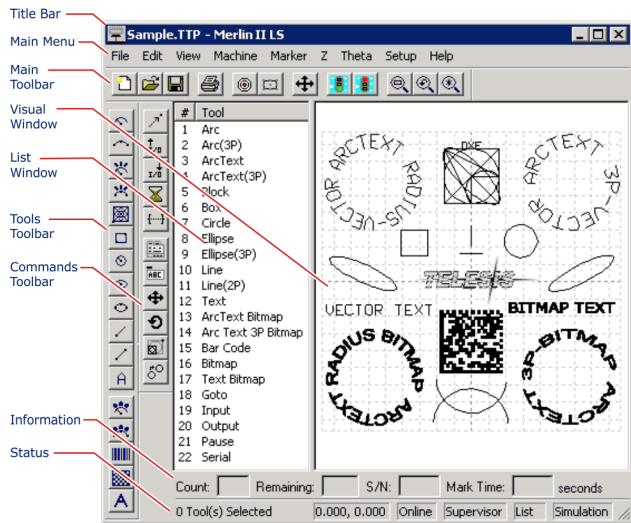 Title Bar
Main Menu
Main
Toolbar
Visual
Window
List
Window
Tools
Toolbar
Commands
Toolbar
Information
Status
Sample.TTP - Merlin II LS
File Edit View Machine Marker Z Theta Setup Help
# Tool
1 Arc
2 Arc(3P)
3 ArcText
4 ArcText(3P)
5 Block
6 Box
7 Circle
8 Ellipse
9 Ellipse(3P)
10 Line
11 Line(2P)
12 Text
13 ArcText Bitmap
14 Arc Text 3P Bitmap
15 Bar Code
16 Bitmap
17 Text Bitmap
18 Goto
19 Input
20 Output
21 Pause
22 Serial
ABC
A
A
VECTOR ARCTEXT RADIUS-
DXF
VECTOR ARCTEXT 3P-
TELESIS
VECTOR TEXT
BITMAP TEXT
RADIUS BITMAP ARCTEXT
3P-BITMAP ARCTEXT
Count: Remaining: S/N: Mark Time: seconds
0 Tool(s) Selected 0.000, 0.000 Online Supervisor List Simulation